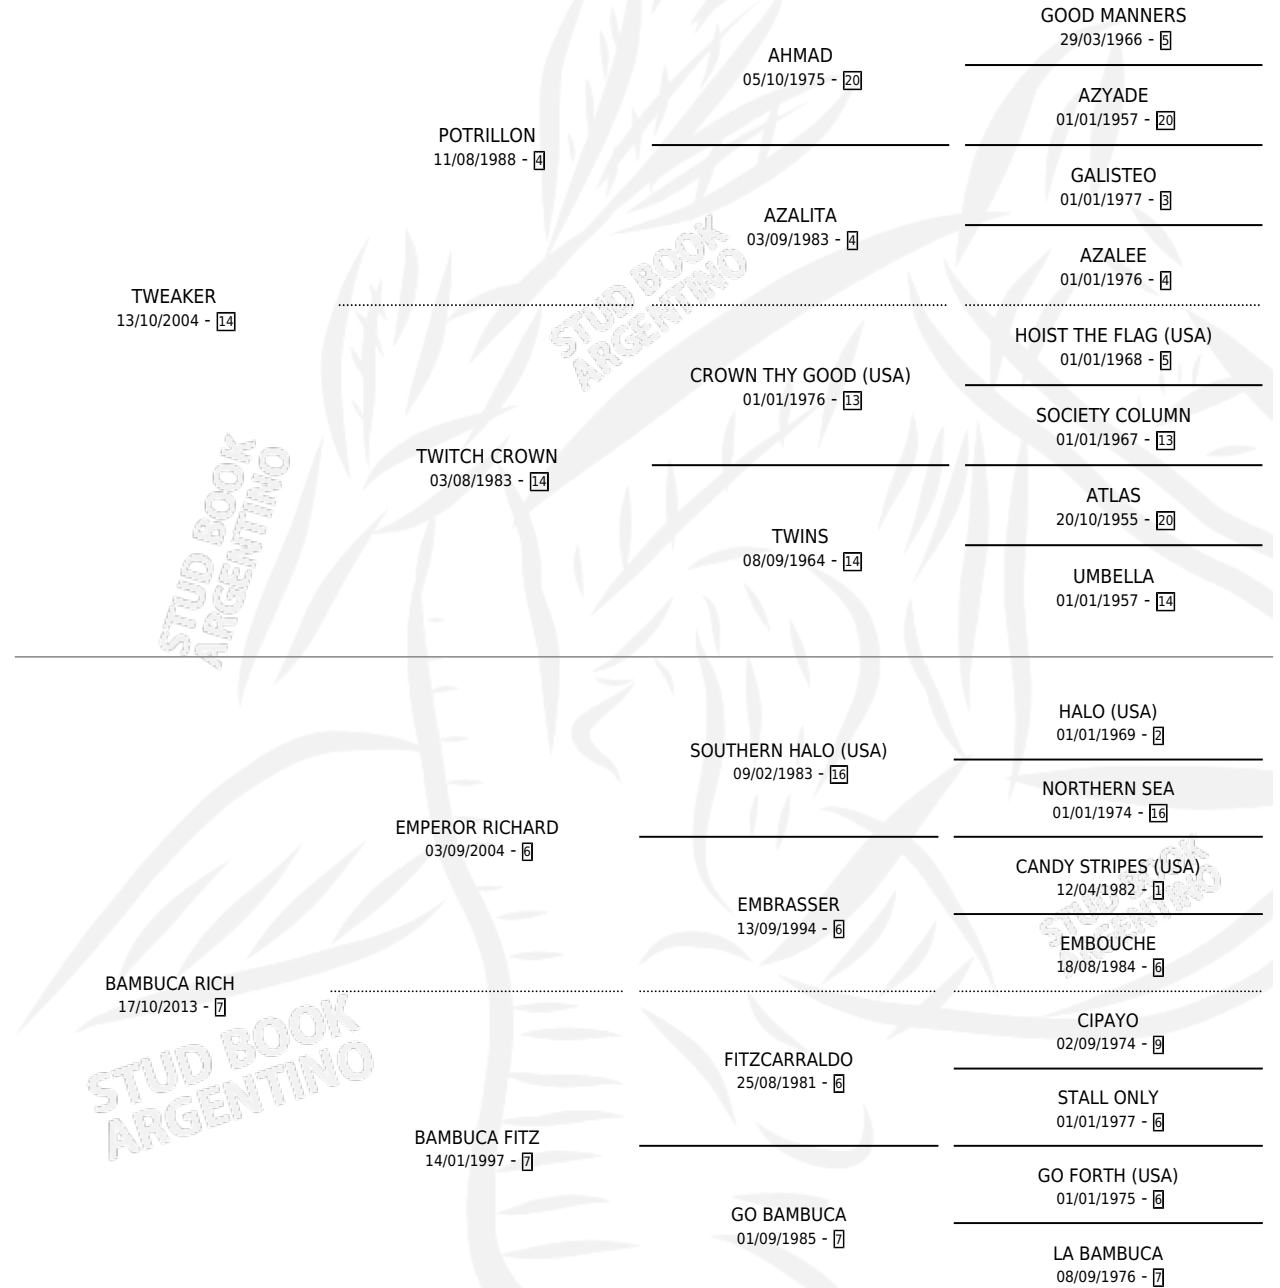 GOOD MANNERS
29/03/1966 - 5
AHMAD
05/10/1975 - 20
AZYADE
01/01/1957 - 20
POTRILLON
11/08/1988 - 4
GALISTEO
01/01/1977 - 3
AZALITA
03/09/1983 - 4
AZALEE
01/01/1976 - 4
TWEAKER
13/10/2004 - 14
HOIST THE FLAG (USA)
01/01/1968 - 5
CROWN THY GOOD (USA)
01/01/1976 - 13
SOCIETY COLUMN
01/01/1967 - 13
TWITCH CROWN
03/08/1983 - 14
ATLAS
20/10/1955 - 20
TWINS
08/09/1964 - 14
UMBELLA
01/01/1957 - 14
HALO (USA)
01/01/1969 - 2
SOUTHERN HALO (USA)
09/02/1983 - 16
NORTHERN SEA
01/01/1974 - 16
EMPEROR RICHARD
03/09/2004 - 6
CANDY STRIPES (USA)
12/04/1982 - 1
EMBRASSER
13/09/1994 - 6
EMBOUCHE
18/08/1984 - 6
BAMBUCA RICH
17/10/2013 - 7
CIPAYO
02/09/1974 - 9
FITZCARRALDO
25/08/1981 - 6
STALL ONLY
01/01/1977 - 6
BAMBUCA FITZ
14/01/1997 - 7
GO FORTH (USA)
01/01/1975 - 6
GO BAMBUCA
01/09/1985 - 7
LA BAMBUCA
08/09/1976 - 7
STUD BOOK
ARGENTINO
STUD BOOK
ARGENTINO
STUD BOOK
ARGENTINO
STUD BOOK
ARGENTINO